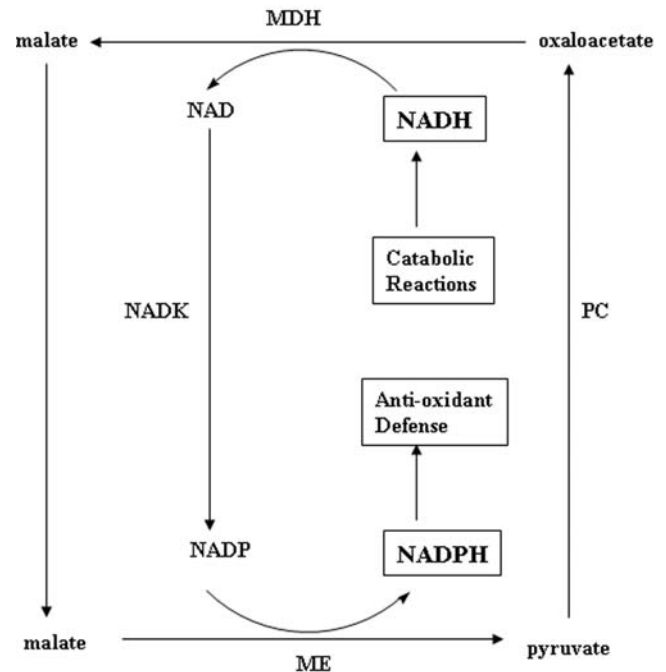 MDH
malate
oxaloacetate
NAD
NADH
Catabolic
Reactions
NADK
PC
Anti-oxidant
Defense
NADP
NADPH
malate
pyruvate
ME